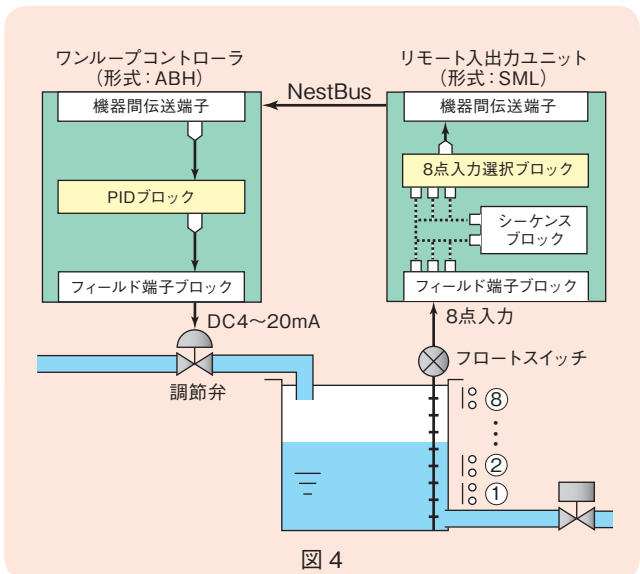 ワンループコントローラ
（形式：ABH）
機器間伝送端子
PIDブロック
フィールド端子ブロック
DC4〜20mA
調節弁
NestBus
リモート入出力ユニット
（形式：SML）
機器間伝送端子
8点入力選択ブロック
シーケンス
ブロック
フィールド端子ブロック
8点入力
フロートスイッチ
⑧
②
①
図 4